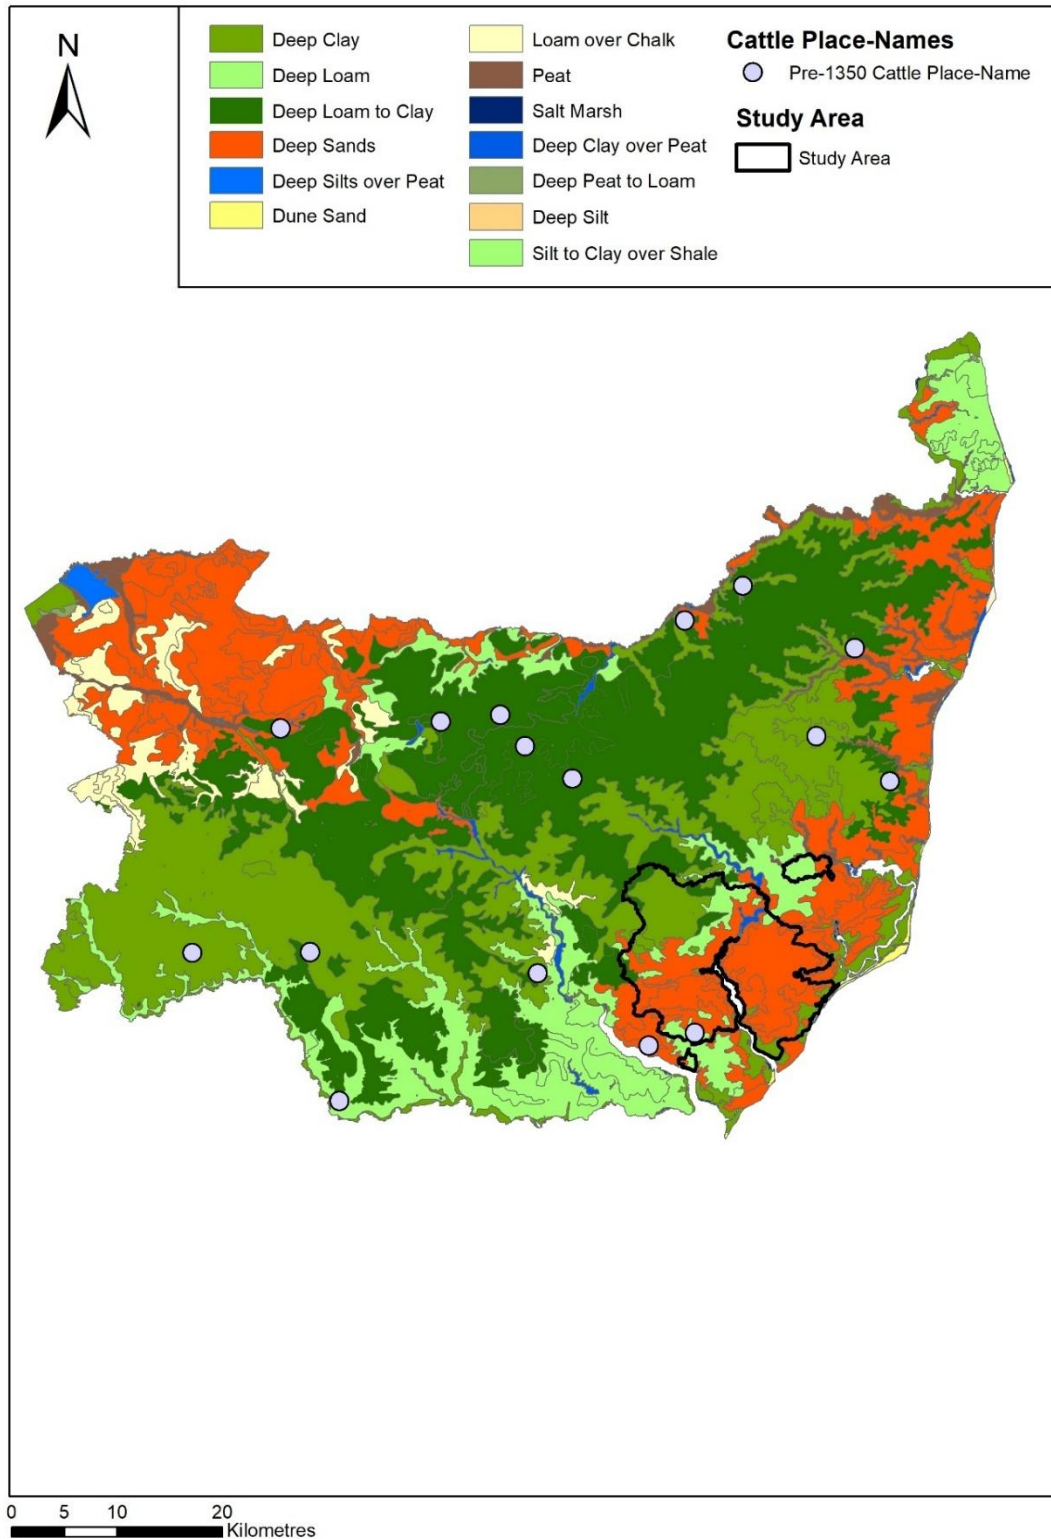 N
Deep Clay
Deep Loam
Deep Loam to Clay
Deep Sands
Deep Silts over Peat
Dune Sand
Loam over Chalk
Peat
Salt Marsh
Deep Clay over Peat
Deep Peat to Loam
Deep Silt
Silt to Clay over Shale
Cattle Place-Names
Pre-1350 Cattle Place-Name
Study Area
Study Area
0 5 10 20
Kilometres